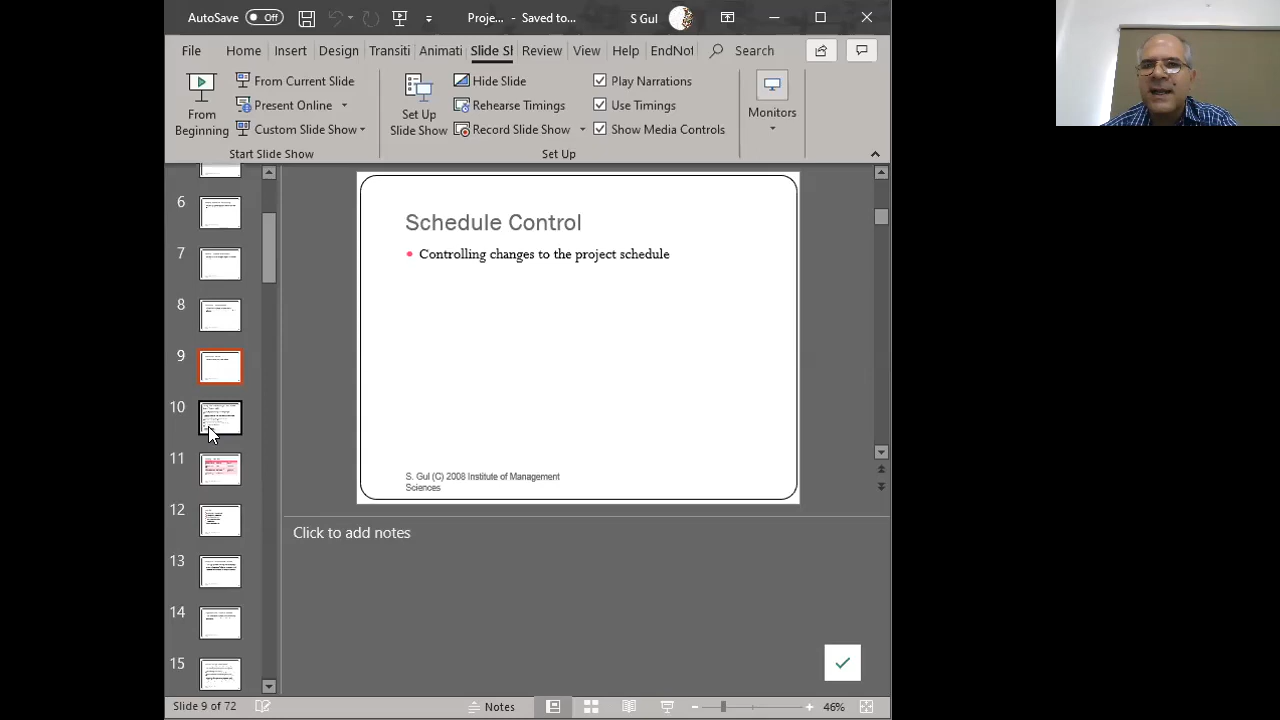 AutoSave Off Proje... - Saved to... S Gul
File Home Insert Design Transiti Animati Slide Sl Review View Help EndNot Search
From Beginning
From Current Slide
Present Online
Custom Slide Show
Start Slide Show
Set Up Slide Show
Hide Slide
Rehearse Timings
Record Slide Show
Play Narrations
Use Timings
Show Media Controls
Set Up
Monitors
6
7
8
9
10
11
12
13
14
15
Schedule Control
Controlling changes to the project schedule
S. Gul (C) 2008 Institute of Management
Sciences
Click to add notes
Slide 9 of 72 Notes 46%